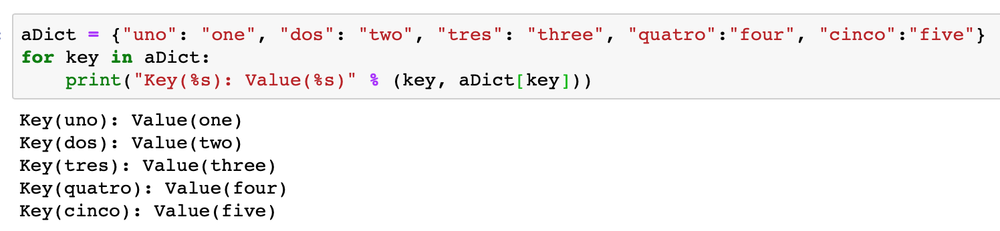 aDict = {"uno": "one", "dos": "two", "tres": "three", "quatro":"four", "cinco":"five"}
for key in aDict:
    print("Key(%s): Value(%s)" % (key, aDict[key]))
Key(uno): Value(one)
Key(dos): Value(two)
Key(tres): Value(three)
Key(quatro): Value(four)
Key(cinco): Value(five)